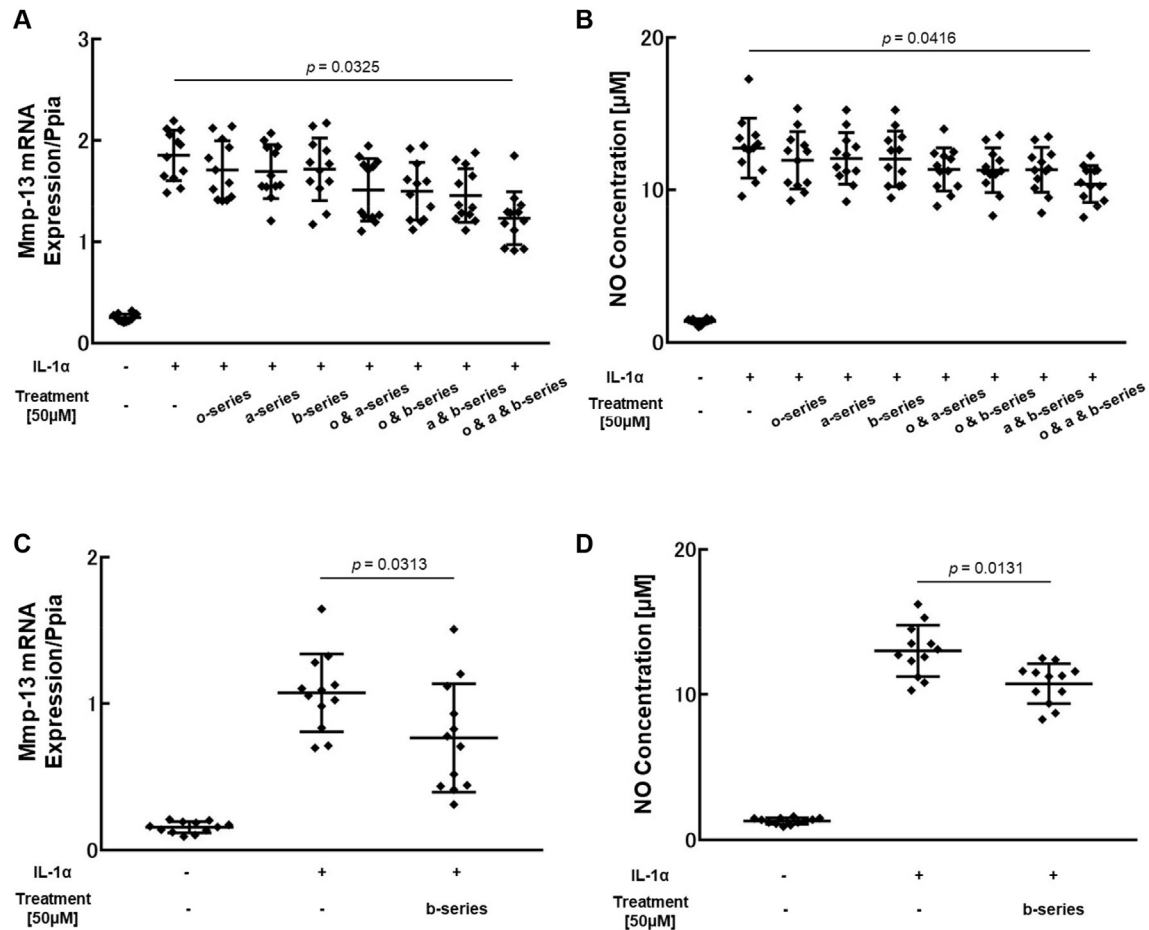 A
Mmp-13 mRNA
Expression/Ppia
3
2
1
0
p = 0.0325
IL-1α - + + + + + + + +
Treatment
[50µM]
- - o-series a-series b-series o & a-series o & b-series a & b-series o & a & b-series
B
NO Concentration [µM]
20
10
0
p = 0.0416
IL-1α - + + + + + + + +
Treatment
[50µM]
- - o-series a-series b-series o & a-series o & b-series a & b-series o & a & b-series
C
Mmp-13 mRNA
Expression/Ppia
2
1
0
p = 0.0313
IL-1α - + +
Treatment
[50µM]
- - b-series
D
NO Concentration [µM]
20
10
0
p = 0.0131
IL-1α - + +
Treatment
[50µM]
- - b-series